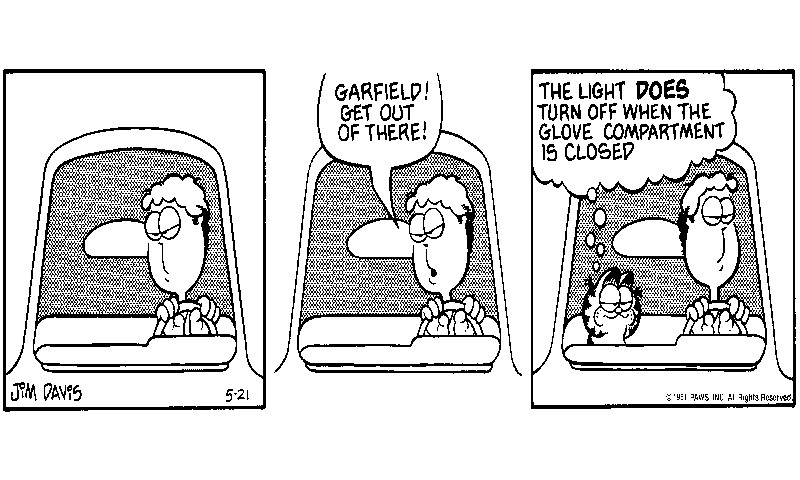 JIM DAVIS
5-21
GARFIELD!
GET OUT
OF THERE!
THE LIGHT DOES
TURN OFF WHEN THE
GLOVE COMPARTMENT
IS CLOSED
© 1981 PAWS, INC. All Rights Reserved.